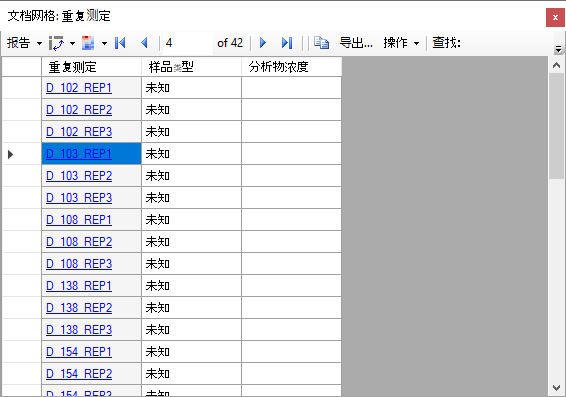 文档网格: 重复测定
报告 4 of 42 导出... 操作 查找:
重复测定 样品类型 分析物浓度
D_102_REP1 未知
D_102_REP2 未知
D_102_REP3 未知
D_103_REP1 未知
D_103_REP2 未知
D_103_REP3 未知
D_108_REP1 未知
D_108_REP2 未知
D_108_REP3 未知
D_138_REP1 未知
D_138_REP2 未知
D_138_REP3 未知
D_154_REP1 未知
D_154_REP2 未知
D_154_REP3 未知